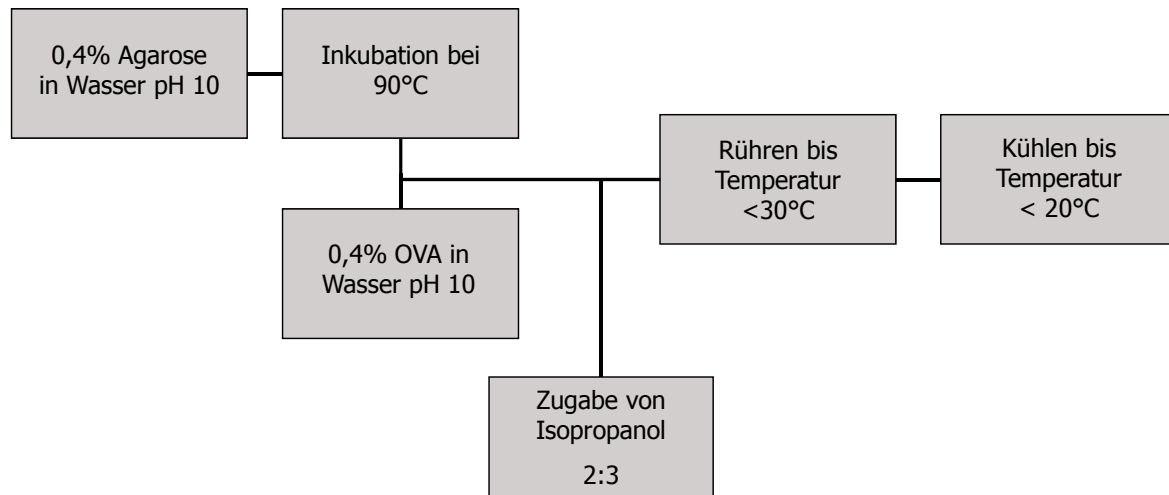 0,4% Agarose
in Wasser pH 10
Inkubation bei
90°C
0,4% OVA in
Wasser pH 10
Zugabe von
Isopropanol
2:3
Rühren bis
Temperatur
<30°C
Kühlen bis
Temperatur
< 20°C